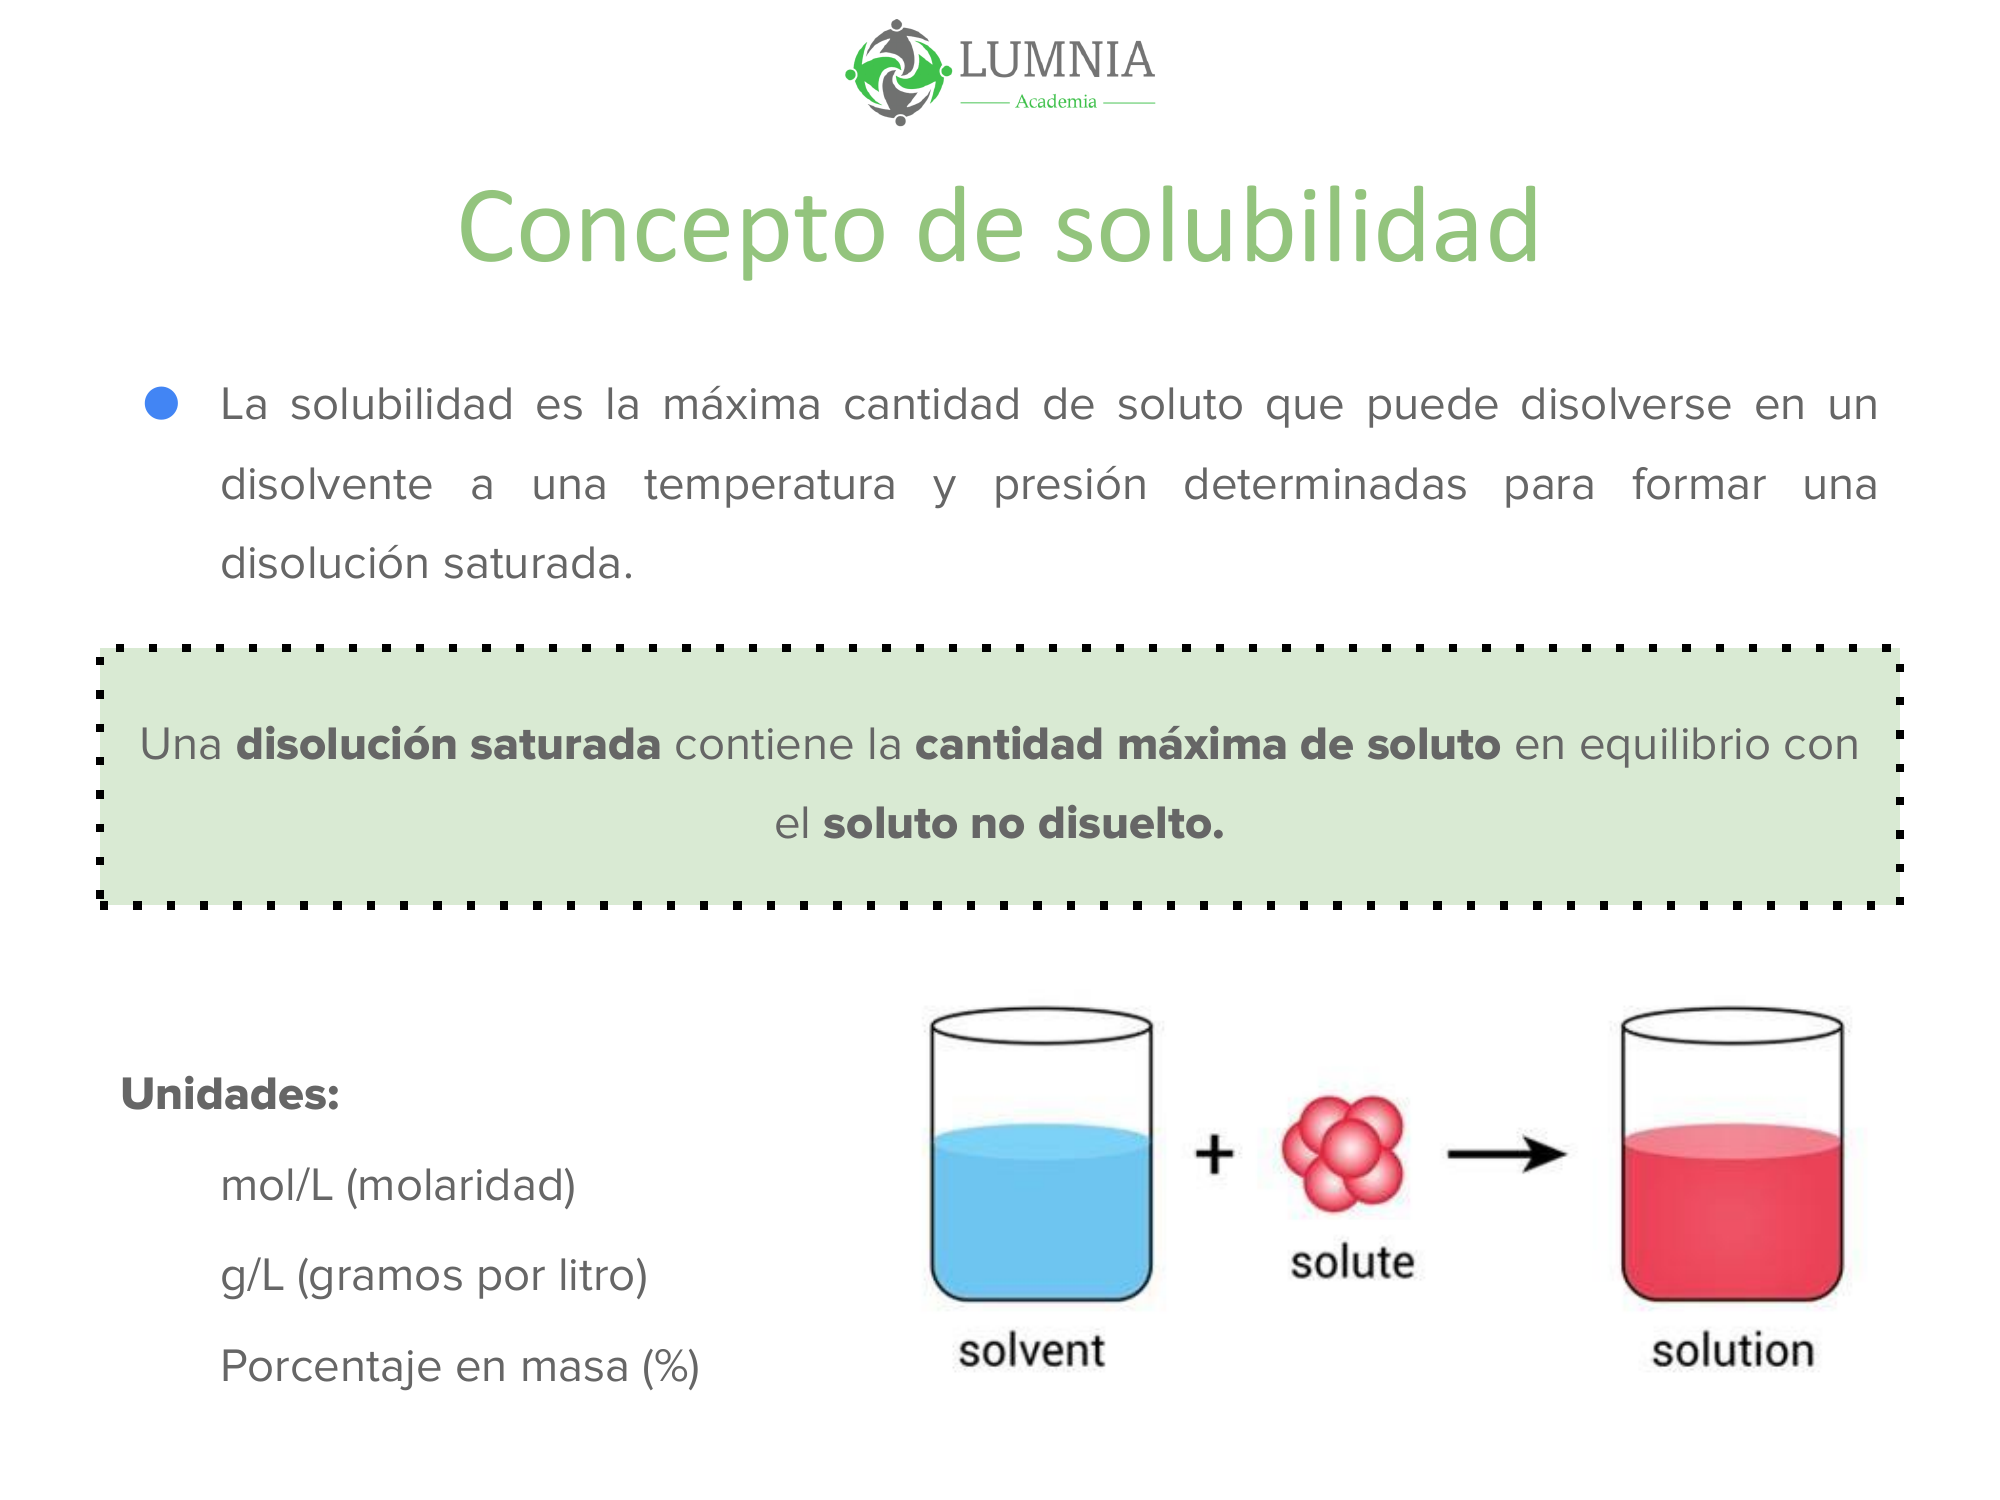 LUMNIA
Academia
Concepto de solubilidad
La solubilidad es la máxima cantidad de soluto que puede disolverse en un
disolvente a una temperatura y presión determinadas para formar una
disolución saturada.
Una disolución saturada contiene la cantidad máxima de soluto en equilibrio con
el soluto no disuelto.
Unidades:
mol/L (molaridad)
g/L (gramos por litro)
Porcentaje en masa (%)
+
solute
solvent
solution